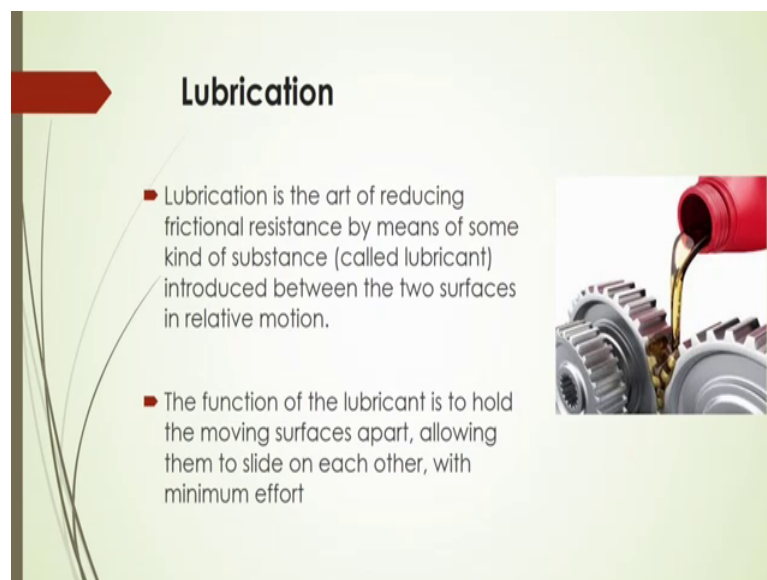 Lubrication
Lubrication is the art of reducing
frictional resistance by means of some
kind of substance (called lubricant)
introduced between the two surfaces
in relative motion.
The function of the lubricant is to hold
the moving surfaces apart, allowing
them to slide on each other, with
minimum effort